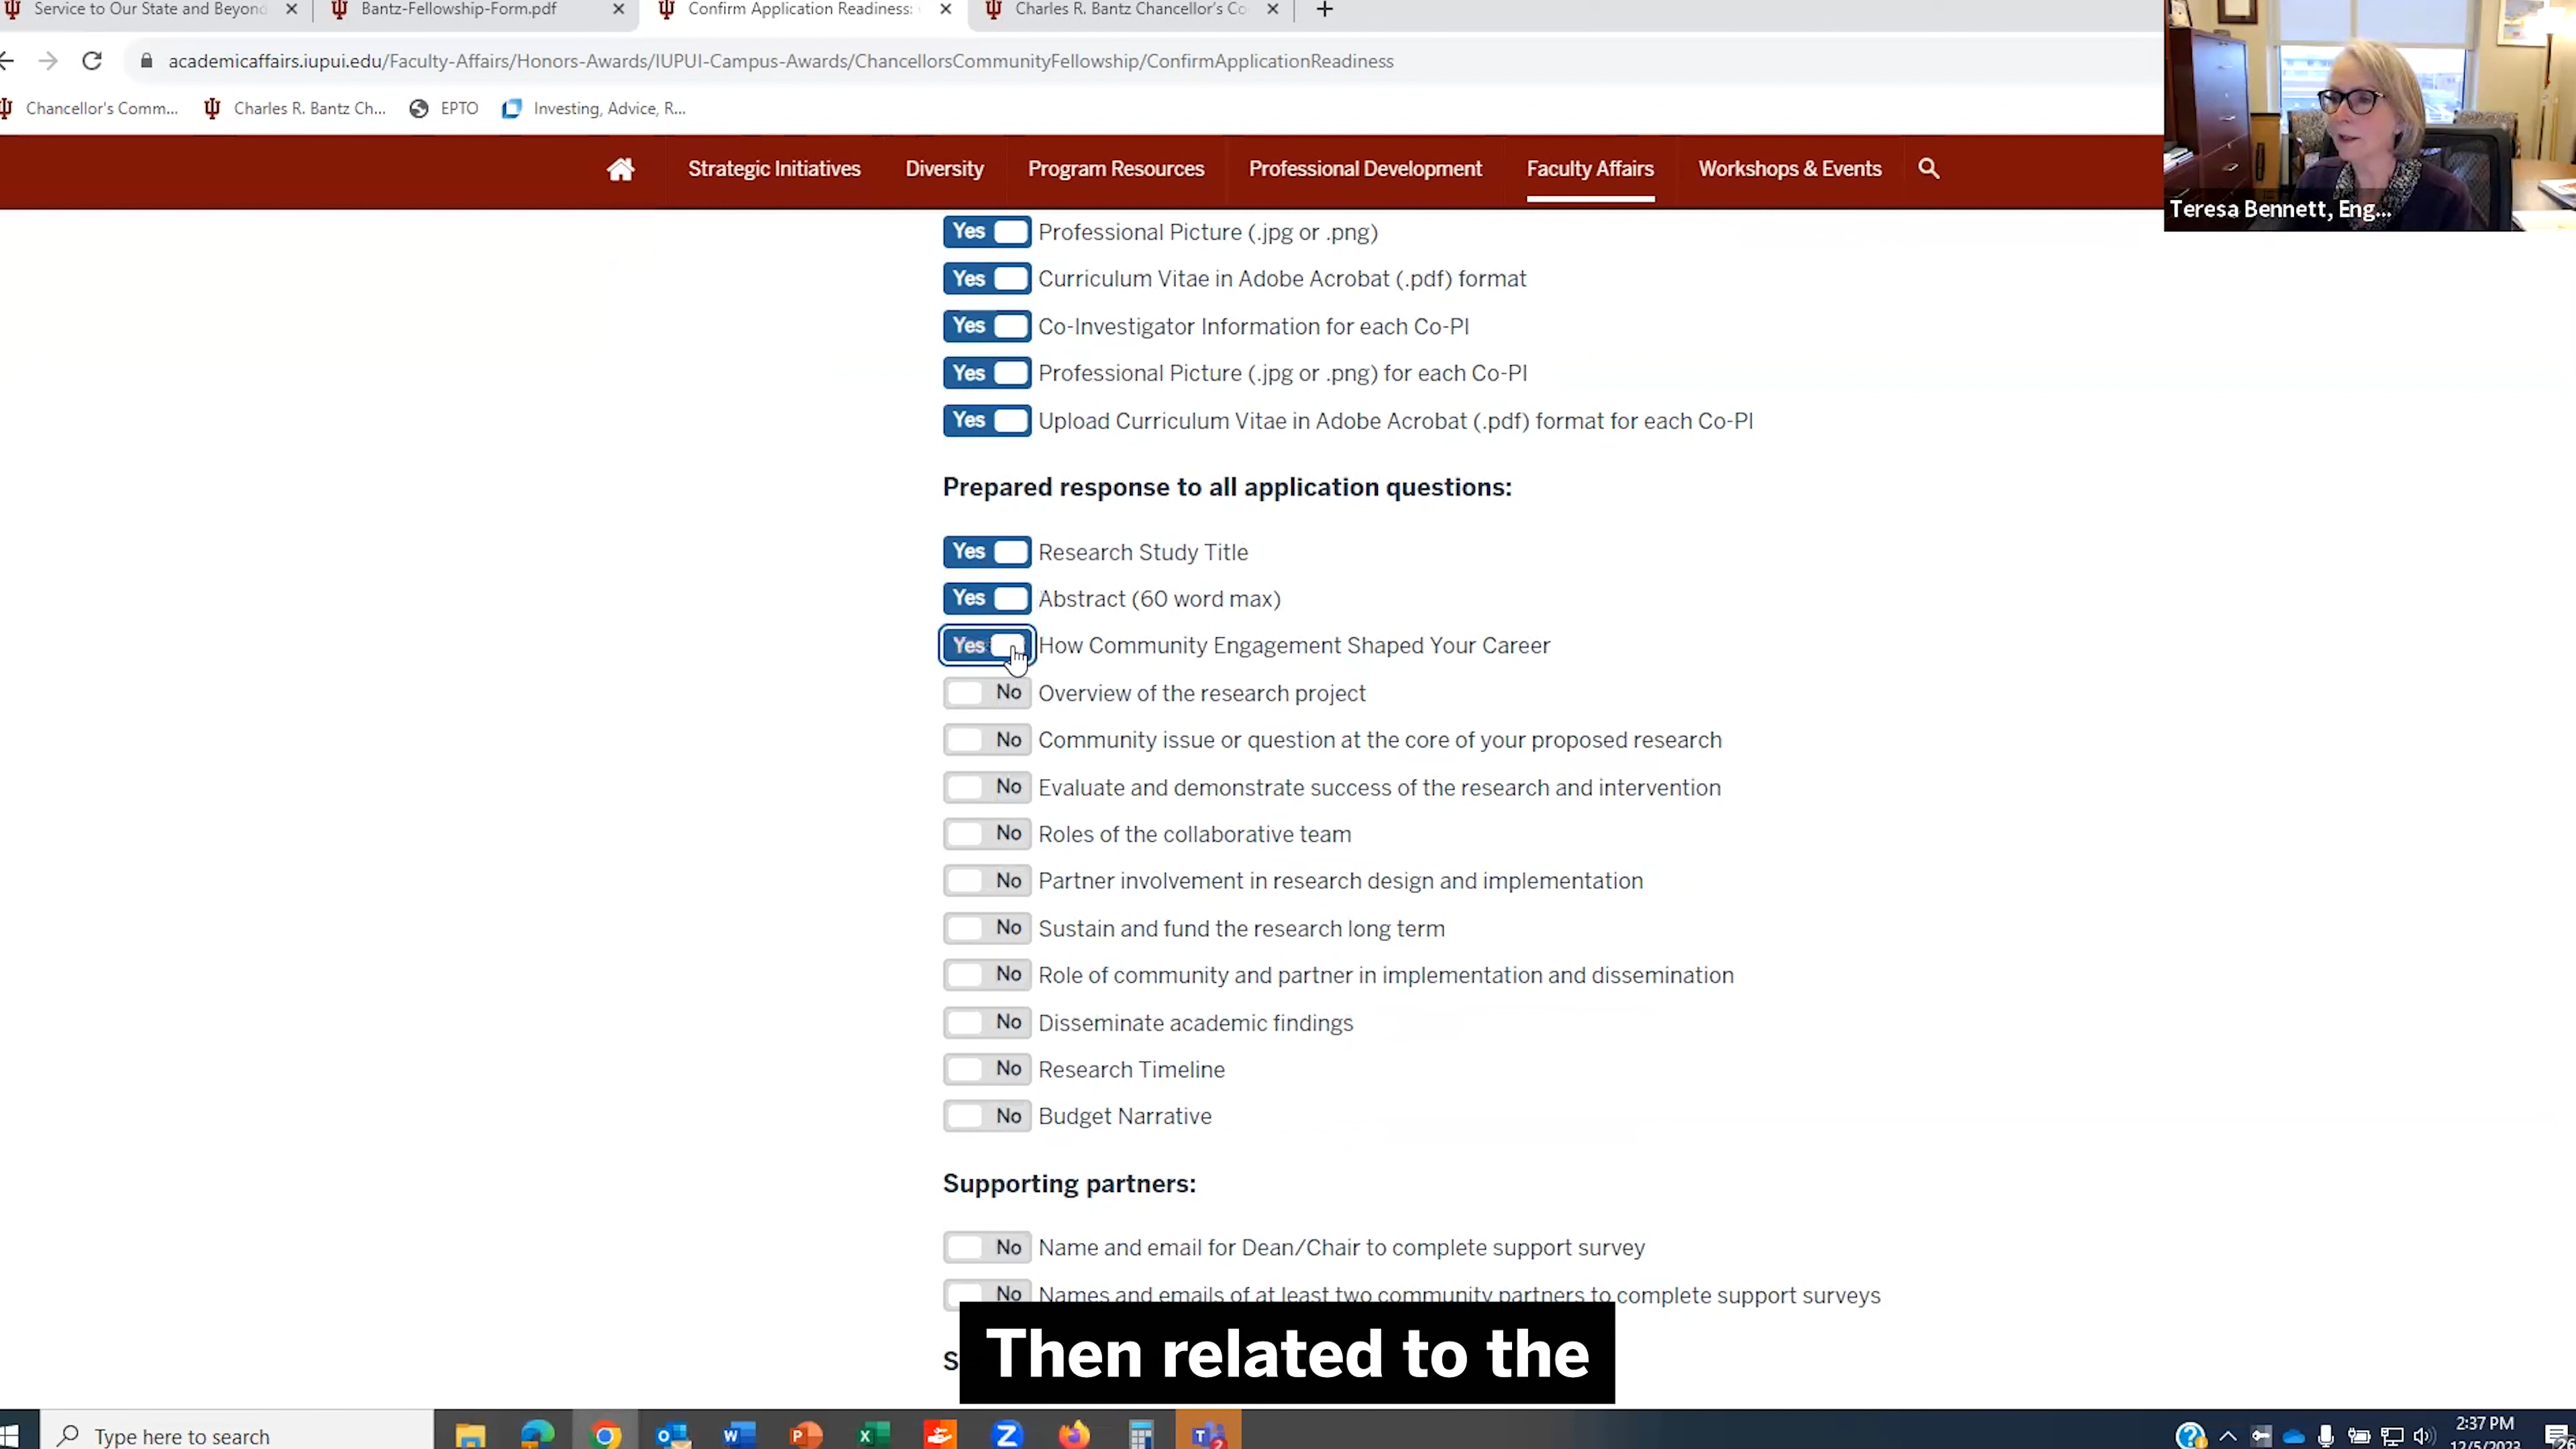 Service to Our State and Beyond
Bantz-Fellowship-Form.pdf
Confirm Application Readiness:
Charles R. Bantz Chancellor's Co
academicaffairs.iupui.edu/Faculty-Affairs/Honors-Awards/IUPUI-Campus-Awards/ChancellorsCommunityFellowship/ConfirmApplicationReadiness
Chancellor's Comm... Charles R. Bantz Ch... EPTO Investing, Advice, R...
Strategic Initiatives Diversity Program Resources Professional Development Faculty Affairs Workshops & Events
Teresa Bennett, Eng...
Yes Professional Picture (.jpg or .png)
Yes Curriculum Vitae in Adobe Acrobat (.pdf) format
Yes Co-Investigator Information for each Co-PI
Yes Professional Picture (.jpg or .png) for each Co-PI
Yes Upload Curriculum Vitae in Adobe Acrobat (.pdf) format for each Co-PI
Prepared response to all application questions:
Yes Research Study Title
Yes Abstract (60 word max)
Yes How Community Engagement Shaped Your Career
No Overview of the research project
No Community issue or question at the core of your proposed research
No Evaluate and demonstrate success of the research and intervention
No Roles of the collaborative team
No Partner involvement in research design and implementation
No Sustain and fund the research long term
No Role of community and partner in implementation and dissemination
No Disseminate academic findings
No Research Timeline
No Budget Narrative
Supporting partners:
No Name and email for Dean/Chair to complete support survey
No Names and emails of at least two community partners to complete support surveys
S
Then related to the
Type here to search
2:37 PM
12/5/2023